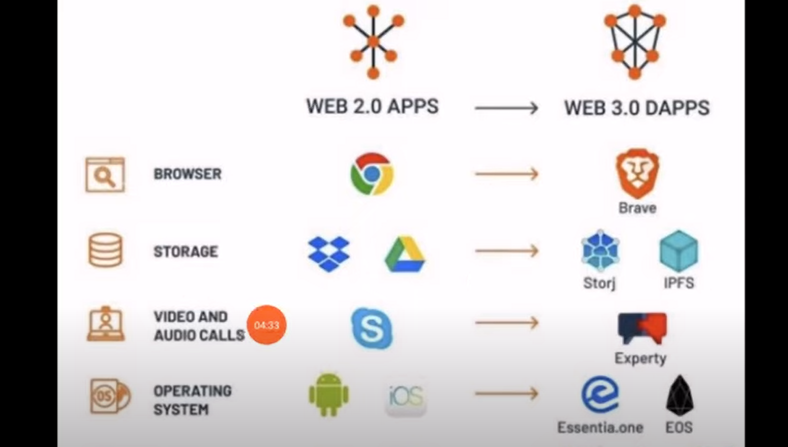 WEB 2.0 APPS
WEB 3.0 DAPPS
BROWSER
Brave
STORAGE
Storj
IPFS
VIDEO AND
AUDIO CALLS
04:33
S
Experty
OS
OPERATING
SYSTEM
iOS
Essentia.one
EOS